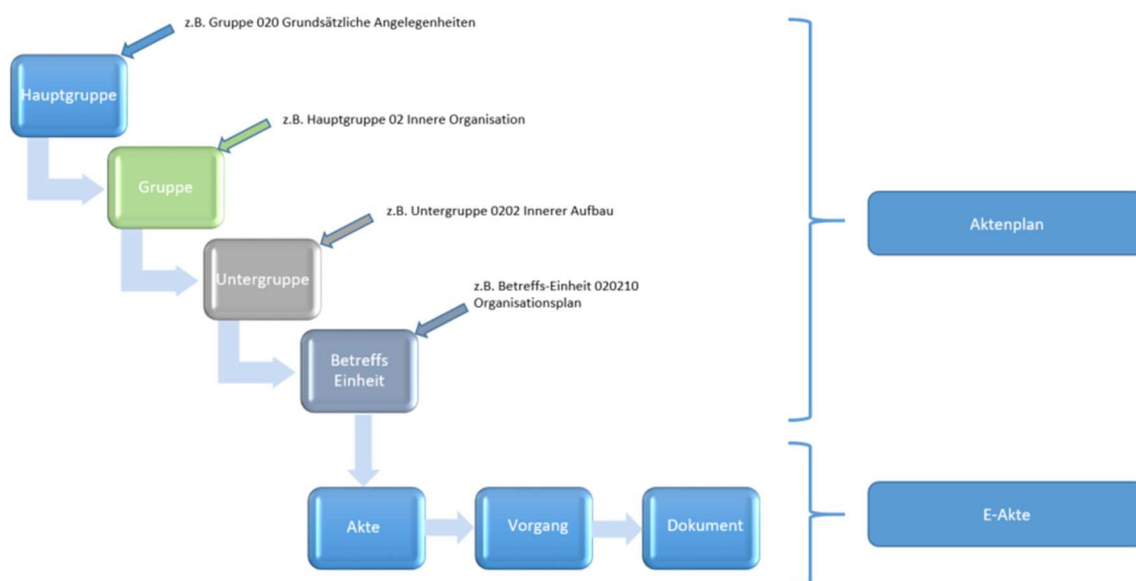 z.B. Gruppe 020 Grundsätzliche Angelegenheiten
Hauptgruppe
z.B. Hauptgruppe 02 Innere Organisation
Gruppe
z.B. Untergruppe 0202 Innerer Aufbau
Aktenplan
Untergruppe
z.B. Betreffs-Einheit 020210
Organisationsplan
Betreffs
Einheit
Akte
Vorgang
Dokument
E-Akte